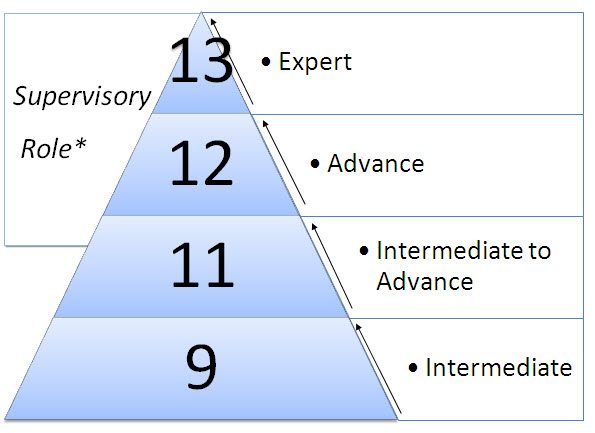 13
• Expert
Supervisory
Role*
12
• Advance
11
• Intermediate to
Advance
9
• Intermediate